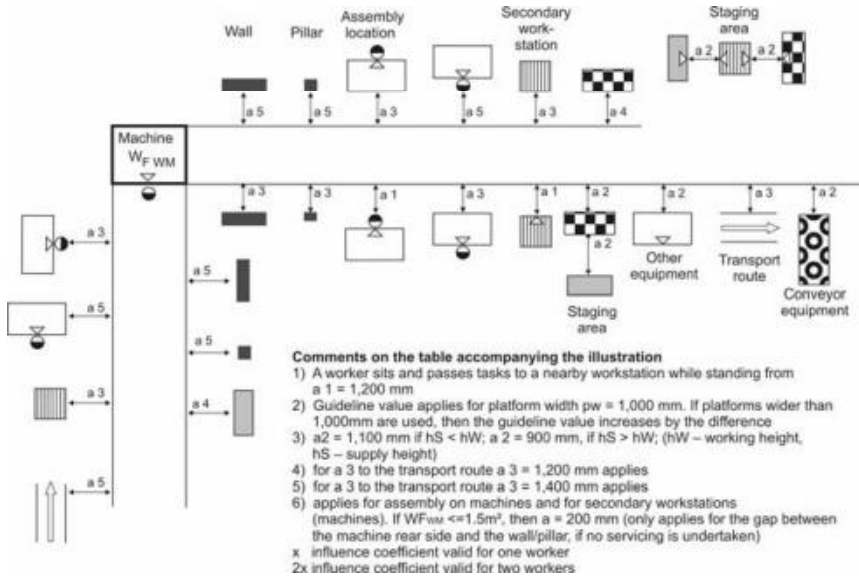 Wall
Pillar
Assembly
location
Secondary
work-
station
Staging
area
a 2
a 2
a 5
a 5
a 3
a 5
a 3
a 4
Machine
WF WM
a 3
a 3
a 1
a 3
a 1
a 2
a 2
a 3
a 2
a 3
a 2
Other
equipment
Transport
route
Conveyor
equipment
a 5
Staging
area
a 5
a 5
a 3
a 4
a 5
Comments on the table accompanying the illustration
1) A worker sits and passes tasks to a nearby workstation while standing from
a 1 = 1,200 mm
2) Guideline value applies for platform width pw = 1,000 mm. If platforms wider than
1,000mm are used, then the guideline value increases by the difference
3) a2 = 1,100 mm if hS < hW; a 2 = 900 mm, if hS > hW; (hW – working height,
hS – supply height)
4) for a 3 to the transport route a 3 = 1,200 mm applies
5) for a 3 to the transport route a 3 = 1,400 mm applies
6) applies for assembly on machines and for secondary workstations
(machines). If WFWM <=1.5m², then a = 200 mm (only applies for the gap between
the machine rear side and the wall/pillar, if no servicing is undertaken)
x influence coefficient valid for one worker
2x influence coefficient valid for two workers